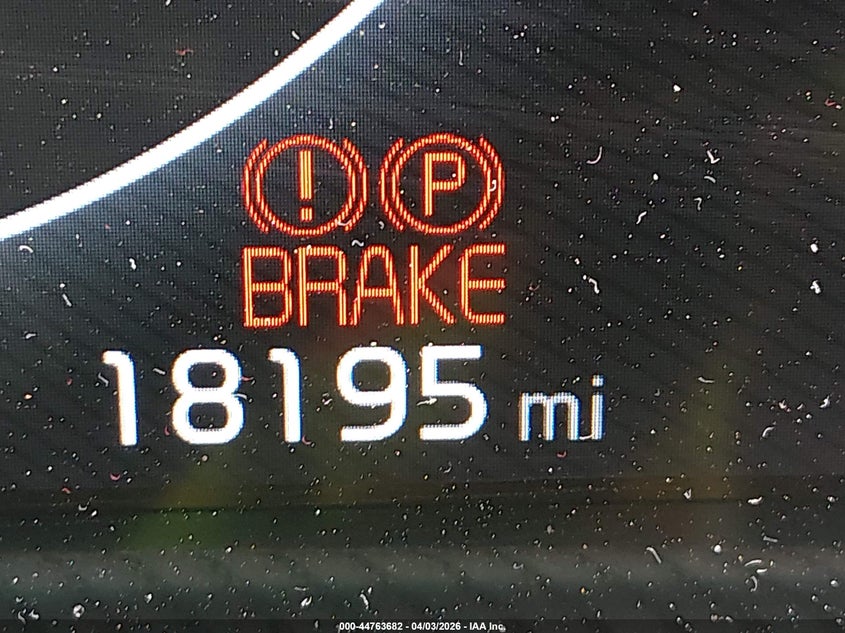 ! P
BRAKE
18195 mi
000-44763682 - 04/03/2026 - IAA Inc.